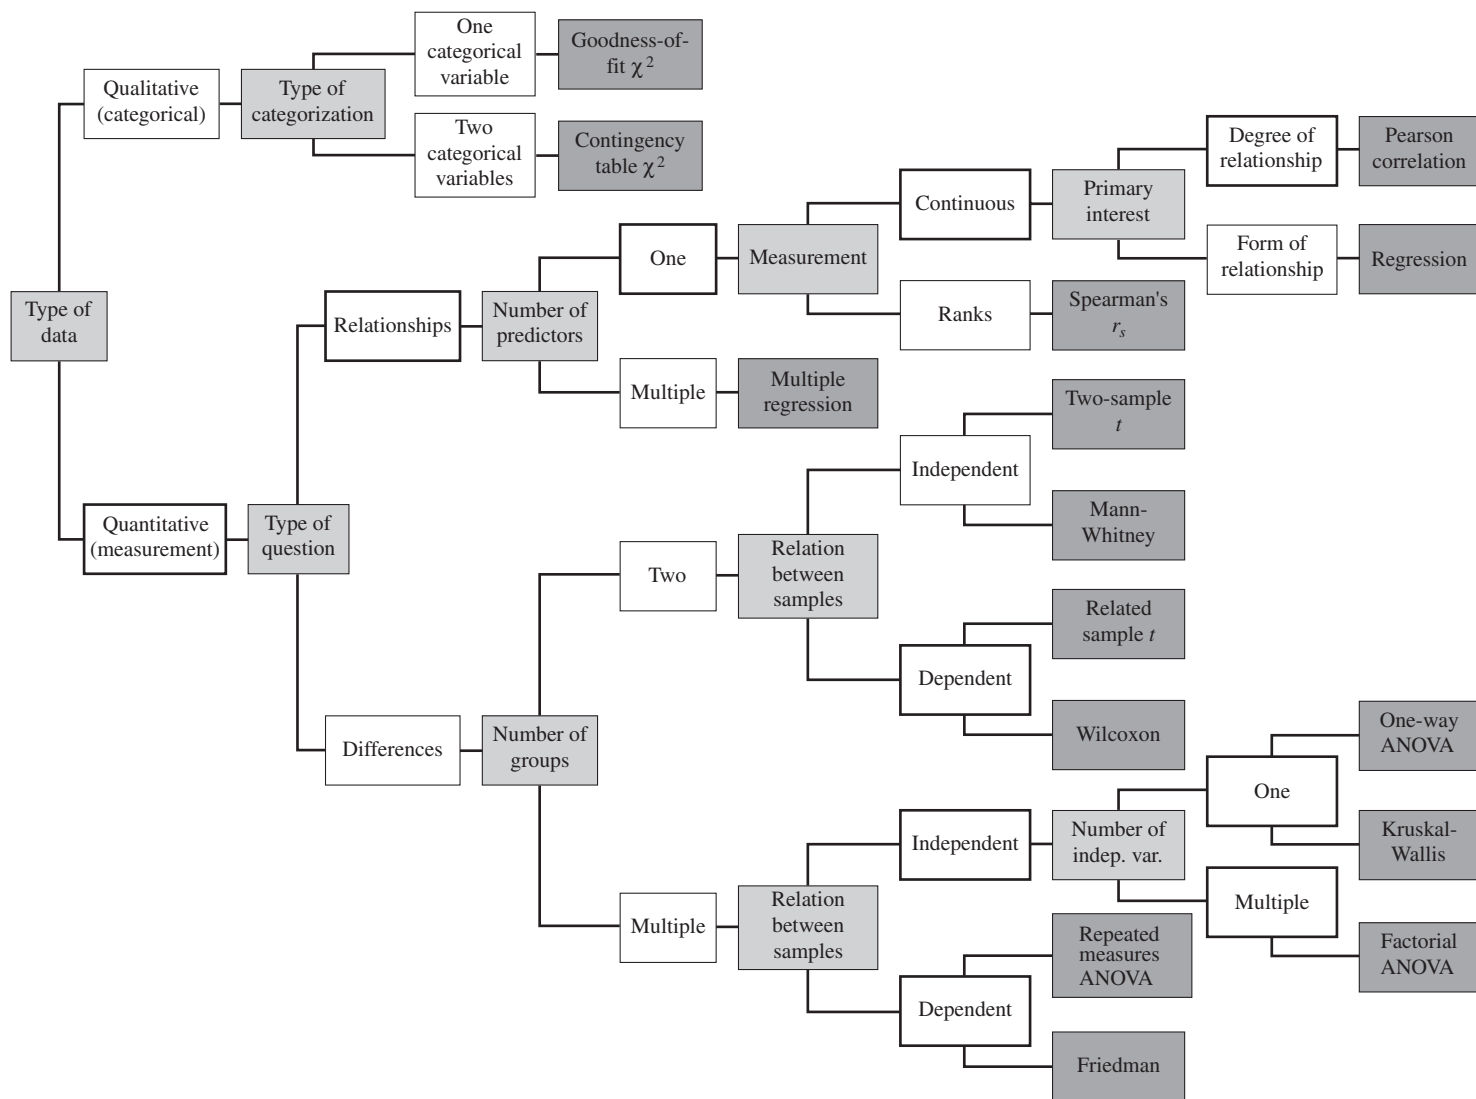 One
categorical
variable
Goodness-of-
fit χ²
Qualitative
(categorical)
Type of
categorization
Two
categorical
variables
Contingency
table χ²
Degree of
relationship
Pearson
correlation
Continuous
Primary
interest
One
Measurement
Form of
relationship
Regression
Type of
data
Relationships
Number of
predictors
Ranks
Spearman's
rₛ
Multiple
Multiple
regression
Two-sample
t
Independent
Mann-
Whitney
Quantitative
(measurement)
Type of
question
Two
Relation
between
samples
Related
sample t
Dependent
Wilcoxon
Differences
Number of
groups
One-way
ANOVA
One
Independent
Number of
indep. var.
Kruskal-
Wallis
Multiple
Relation
between
samples
Multiple
Factorial
ANOVA
Repeated
measures
ANOVA
Dependent
Friedman